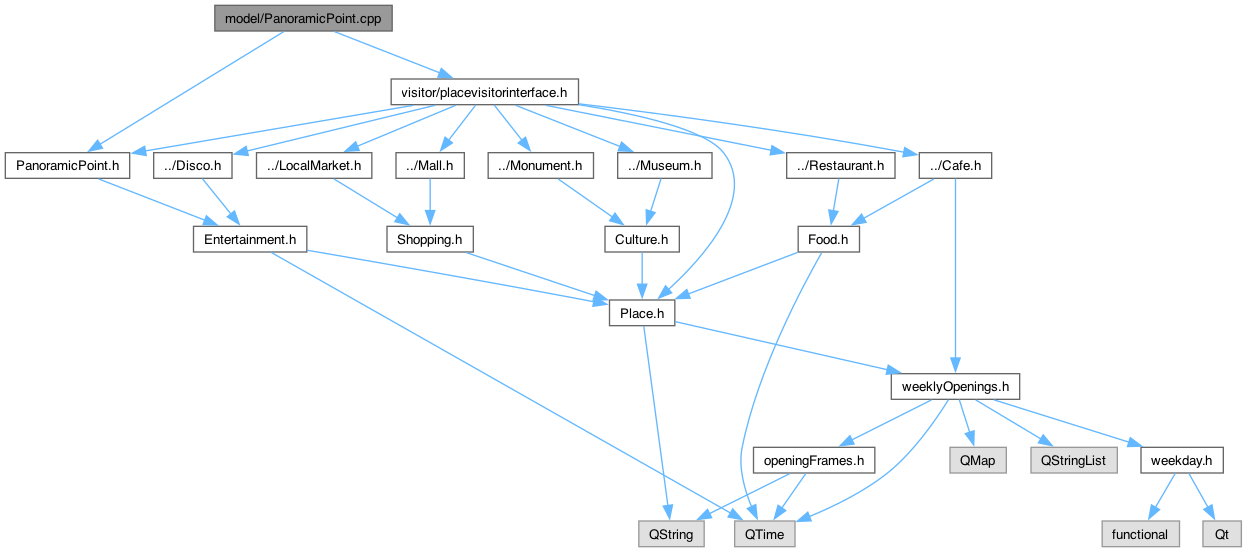 model/PanoramicPoint.cpp
visitor/placevisitorinterface.h
PanoramicPoint.h
../Disco.h
../LocalMarket.h
../Mall.h
../Monument.h
../Museum.h
../Restaurant.h
../Cafe.h
Entertainment.h
Shopping.h
Culture.h
Food.h
Place.h
weeklyOpenings.h
openingFrames.h
QMap
QStringList
weekday.h
QString
QTime
functional
Qt